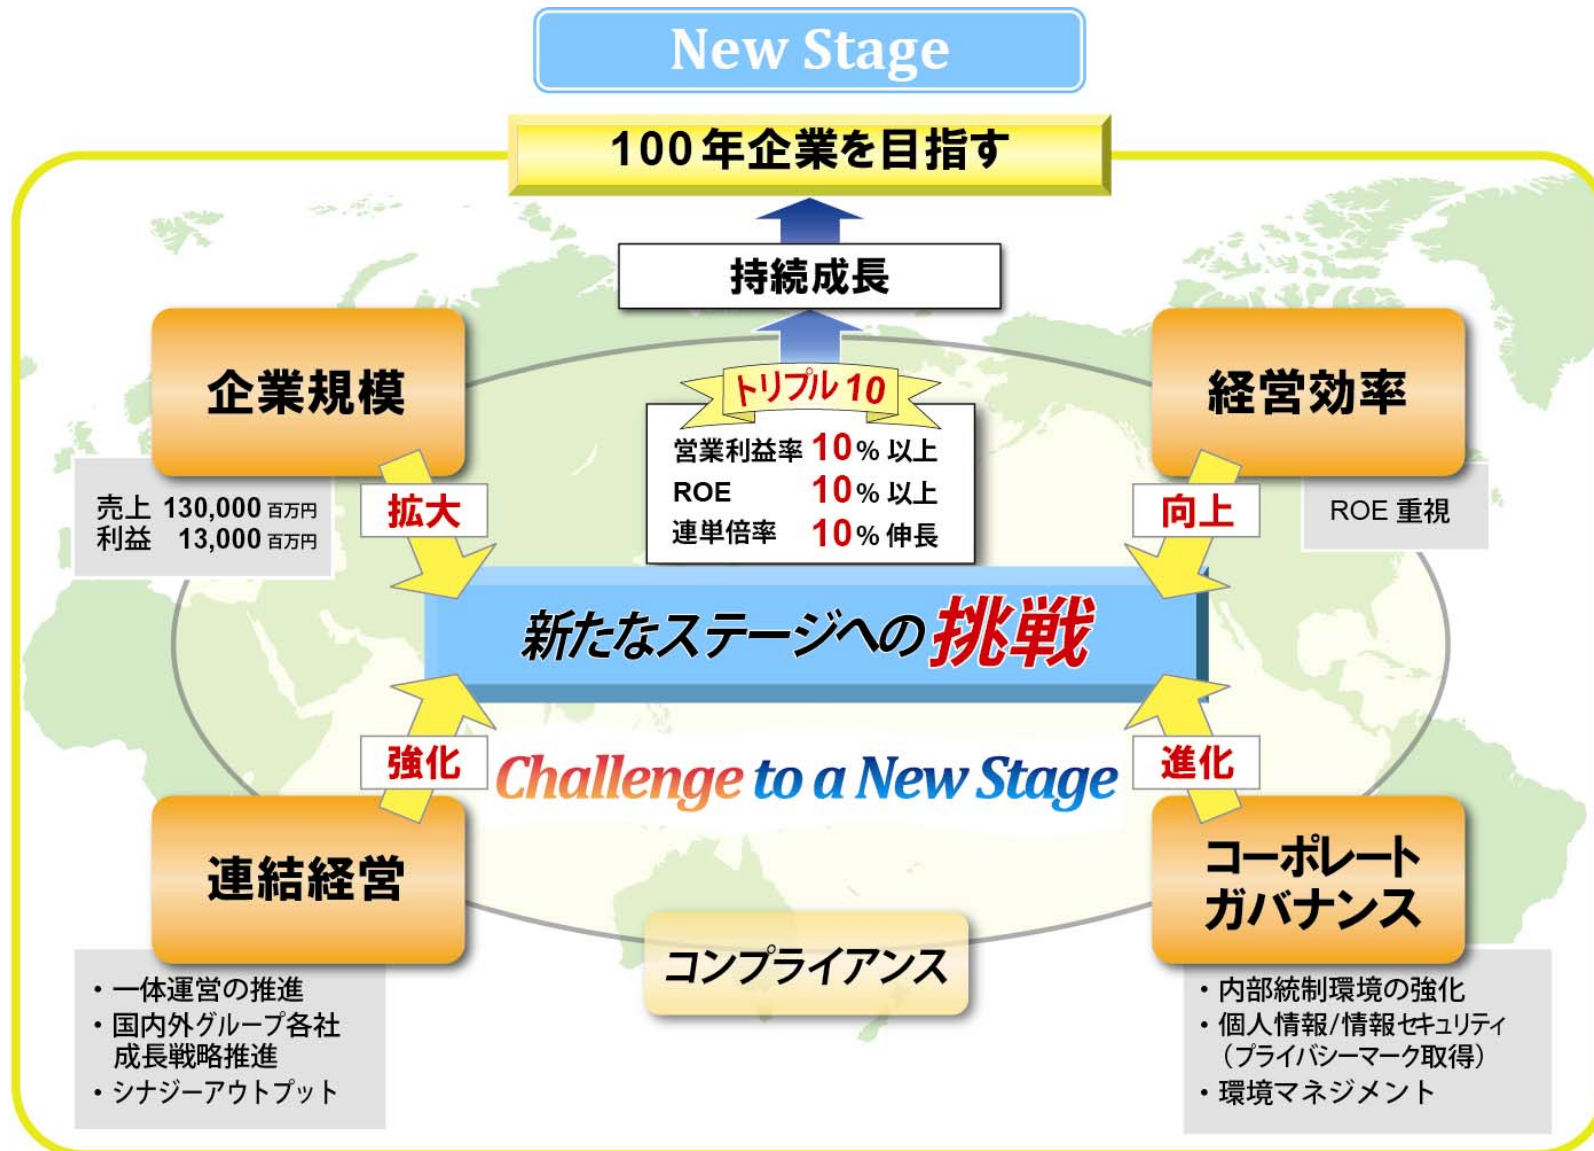 New Stage
100年企業を目指す
持続成長
トリプル10
営業利益率 10% 以上
ROE 10% 以上
連単倍率 10% 伸長
企業規模
売上 130,000 百万円
利益 13,000 百万円
拡大
経営効率
ROE 重視
向上
新たなステージへの挑戦
Challenge to a New Stage
強化
連結経営
・一体運営の推進
・国内外グループ各社
成長戦略推進
・シナジーアウトプット
進化
コーポレート
ガバナンス
・内部統制環境の強化
・個人情報/情報セキュリティ
（プライバシーマーク取得）
・環境マネジメント
コンプライアンス